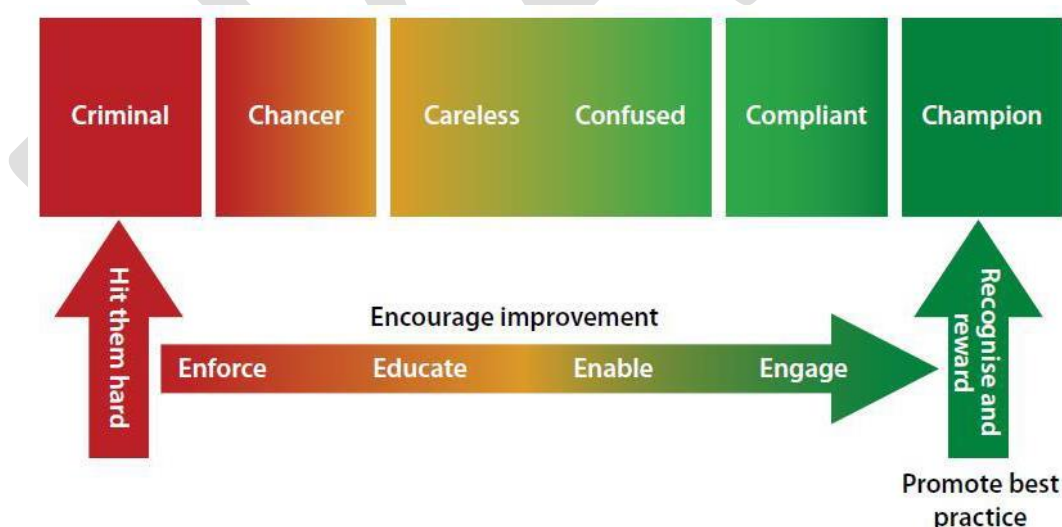 Criminal
Chancer
Careless
Confused
Compliant
Champion
Hit them hard
Encourage improvement
Enforce
Educate
Enable
Engage
Recognise and
reward
Promote best
practice